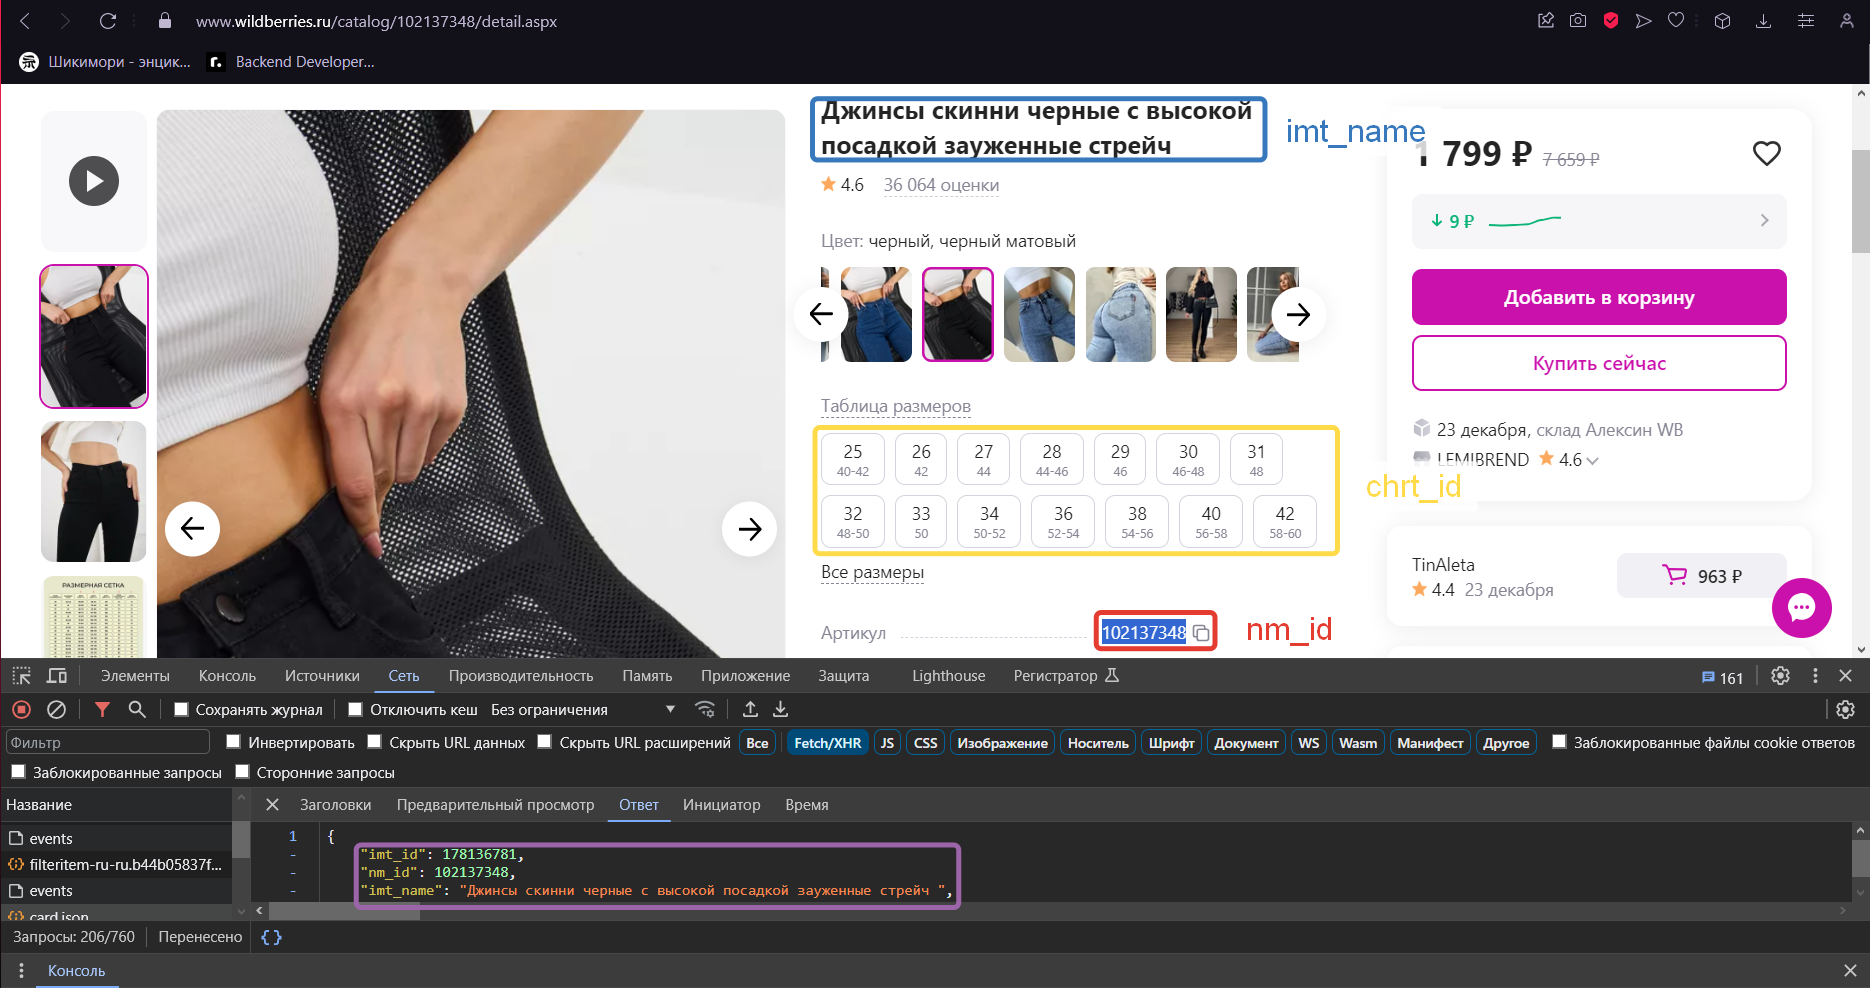 www.wildberries.ru/catalog/102137348/detail.aspx
Шикимори - энцик...
r. Backend Developer...
Джинсы скинни черные с высокой
посадкой зауженные стрейч
imt_name
4.6 36 064 оценки
Цвет: черный, черный матовый
Таблица размеров
25 26 27 28 29 30 31
40-42 42 44 44-46 46 46-48 48
32 33 34 36 38 40 42
48-50 50 50-52 52-54 54-56 56-58 58-60
chrt_id
Все размеры
Артикул 102137348
nm_id
1 799 ₽ 7 659 ₽
9 ₽
Добавить в корзину
Купить сейчас
23 декабря, склад Алексин WB
LEMIBREND 4.6
TinAleta
4.4 23 декабря
963 ₽
РАЗМЕРНАЯ СЕТКА
Элементы Консоль Источники Сеть Производительность Память Приложение Защита Lighthouse Регистратор 161
Сохранять журнал Отключить кеш Без ограничения
Фильтр Инвертировать Скрыть URL данных Скрыть URL расширений Все Fetch/XHR JS CSS Изображение Носитель Шрифт Документ WS Wasm Манифест Другое Заблокированные файлы cookie ответов
Заблокированные запросы Сторонние запросы
Название
Заголовки Предварительный просмотр Ответ Инициатор Время
events
filteritem-ru-ru.b44b05837f...
events
card.json
1 {
- "imt_id": 178136781,
- "nm_id": 102137348,
- "imt_name": "Джинсы скинни черные с высокой посадкой зауженные стрейч ",
Запросы: 206/760 Перенесено {}
Консоль